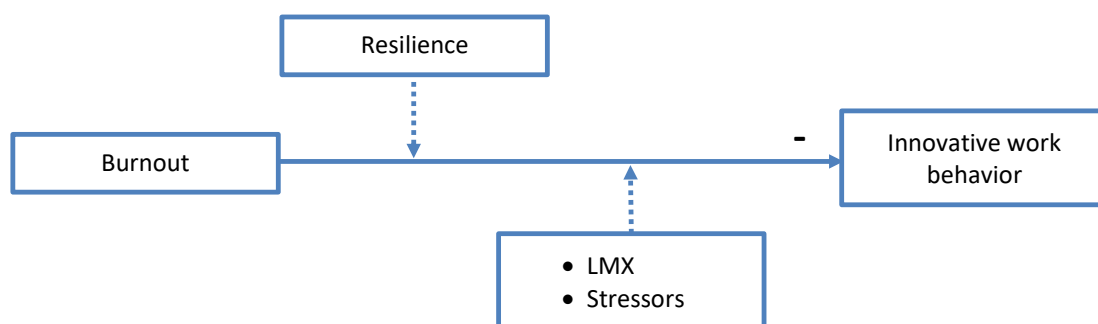 Resilience
Burnout
-
Innovative work
behavior
• LMX
• Stressors